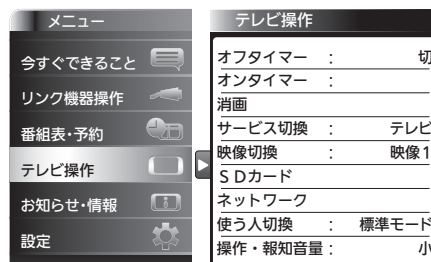 メニュー
今すぐできること
リンク機器操作
番組表・予約
テレビ操作
お知らせ・情報
設定
テレビ操作
オフタイマー : 切
オンタイマー :
消画
サービス切換 : テレビ
映像切換 : 映像1
SDカード
ネットワーク
使う人切換 : 標準モード
操作・報知音量 : 小